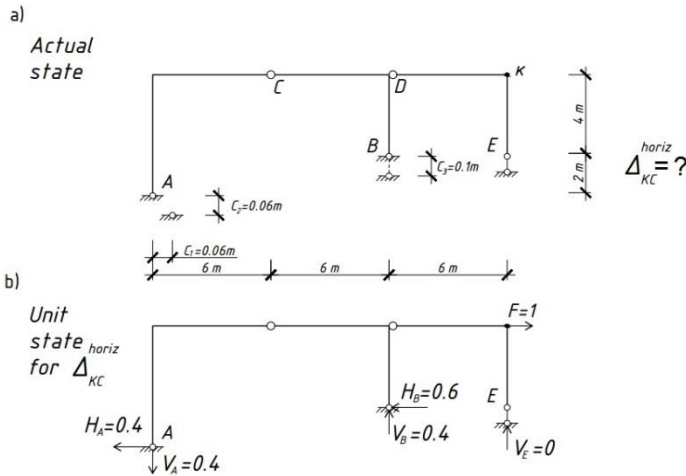 a)
Actual
state
C
D
K
B
E
A
C₃=0.1m
C₂=0.06m
4 m
2 m
Δ_KC^horiz = ?
C₁=0.06m
6 m
6 m
6 m
b)
Unit
state
for Δ_KC^horiz
F=1
H_A=0.4
A
V_A=0.4
H_B=0.6
V_B=0.4
E
V_E=0